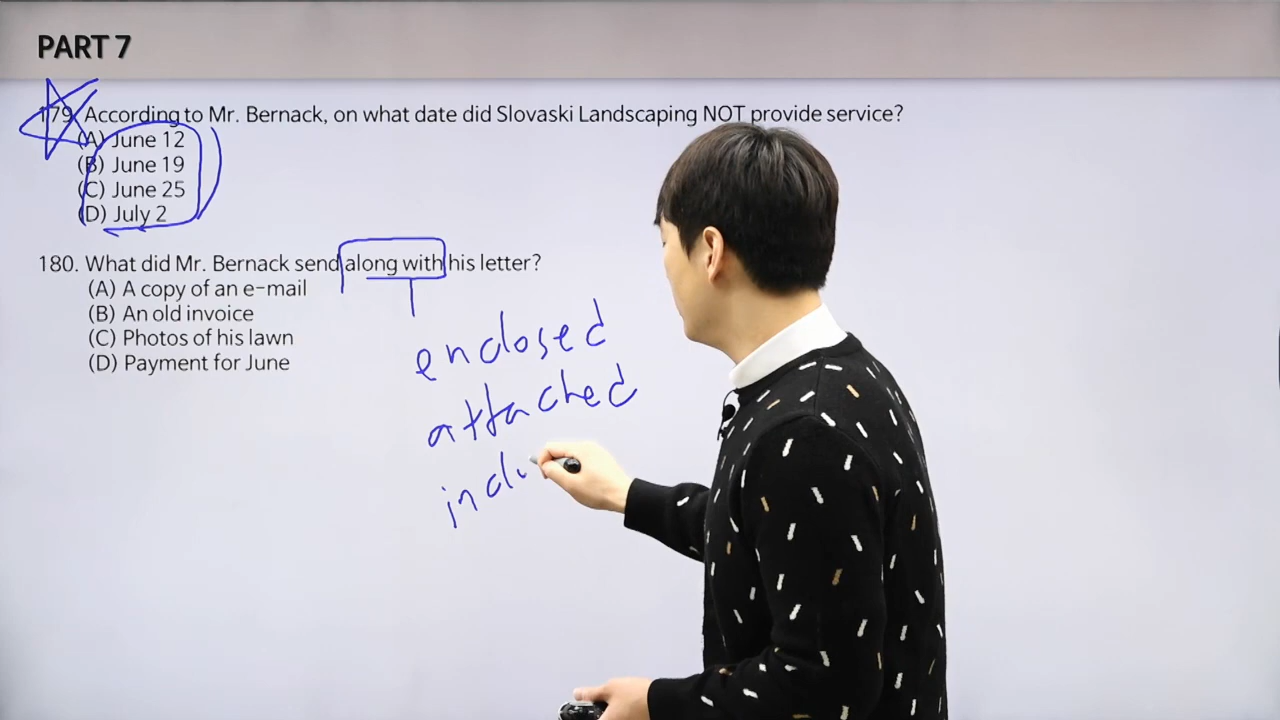 PART 7
179. According to Mr. Bernack, on what date did Slovaski Landscaping NOT provide service?
(A) June 12
(B) June 19
(C) June 25
(D) July 2
180. What did Mr. Bernack send along with his letter?
(A) A copy of an e-mail
(B) An old invoice
(C) Photos of his lawn
(D) Payment for June
enclosed
attached
inclu